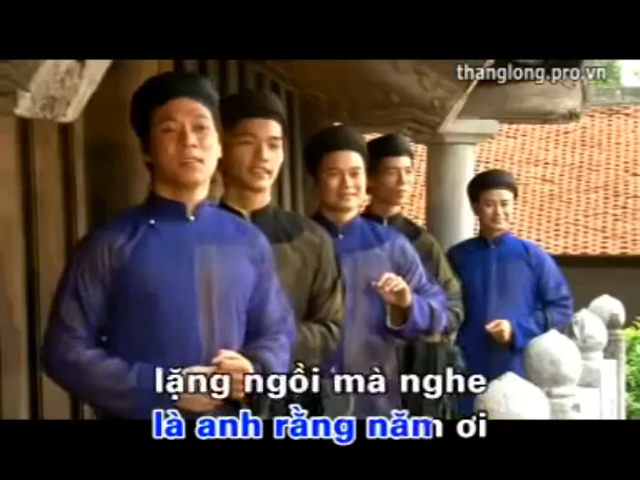 thanglong.pro.vn
lặng ngồi mà nghe
là anh rằng năm ơi